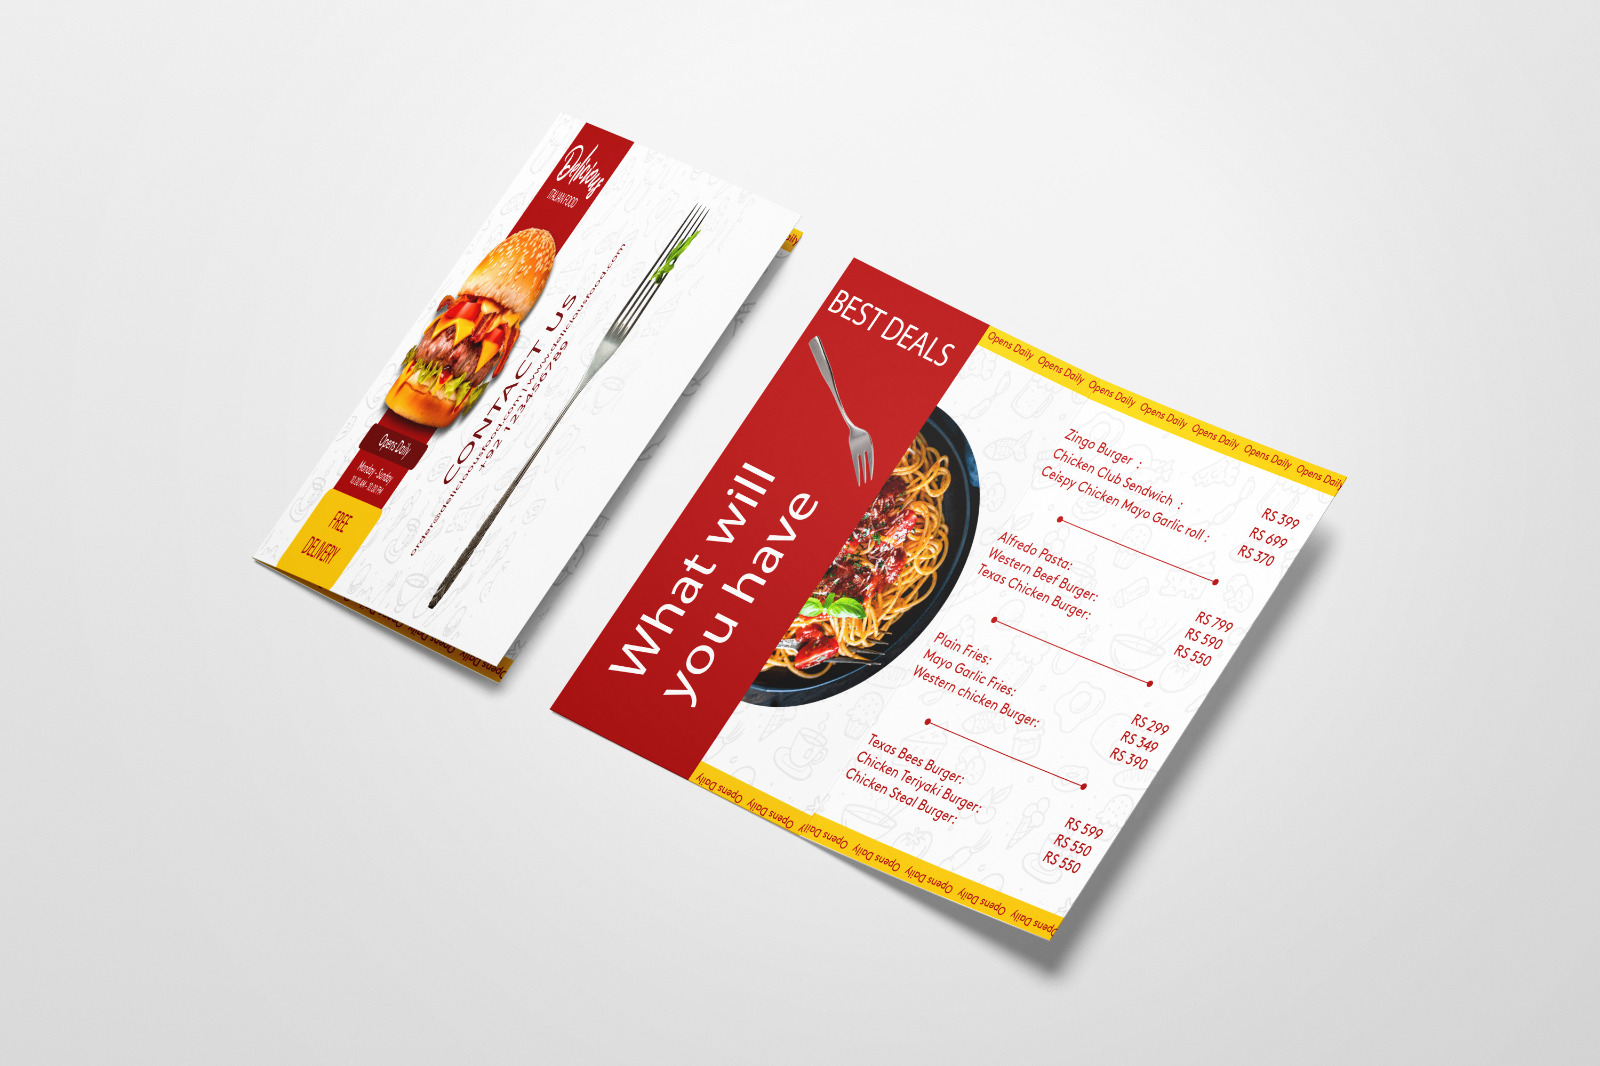 Delicious
ITALIAN FOOD
Opens Daily
Monday - Sunday
10.00 AM - 10.00 PM
FREE
DELIVERY
CONTACT US
order@deliciousfood.com | www.deliciousfood.com
+92 - 123456789
BEST DEALS
What will
you have
Opens Daily Opens Daily Opens Daily Opens Daily Opens Daily Opens Daily Opens Daily
Zingo Burger : RS 399
Chicken Club Sendwich : RS 699
Ceispy Chicken Mayo Garlic roll : RS 370
Alfredo Pasta: RS 799
Western Beef Burger: RS 590
Texas Chicken Burger: RS 550
Plain Fries: RS 299
Mayo Garlic Fries: RS 349
Western chicken Burger: RS 390
Texas Bees Burger: RS 599
Chicken Teriyaki Burger: RS 550
Chicken Steal Burger: RS 550
Opens Daily Opens Daily Opens Daily Opens Daily Opens Daily Opens Daily Opens Daily